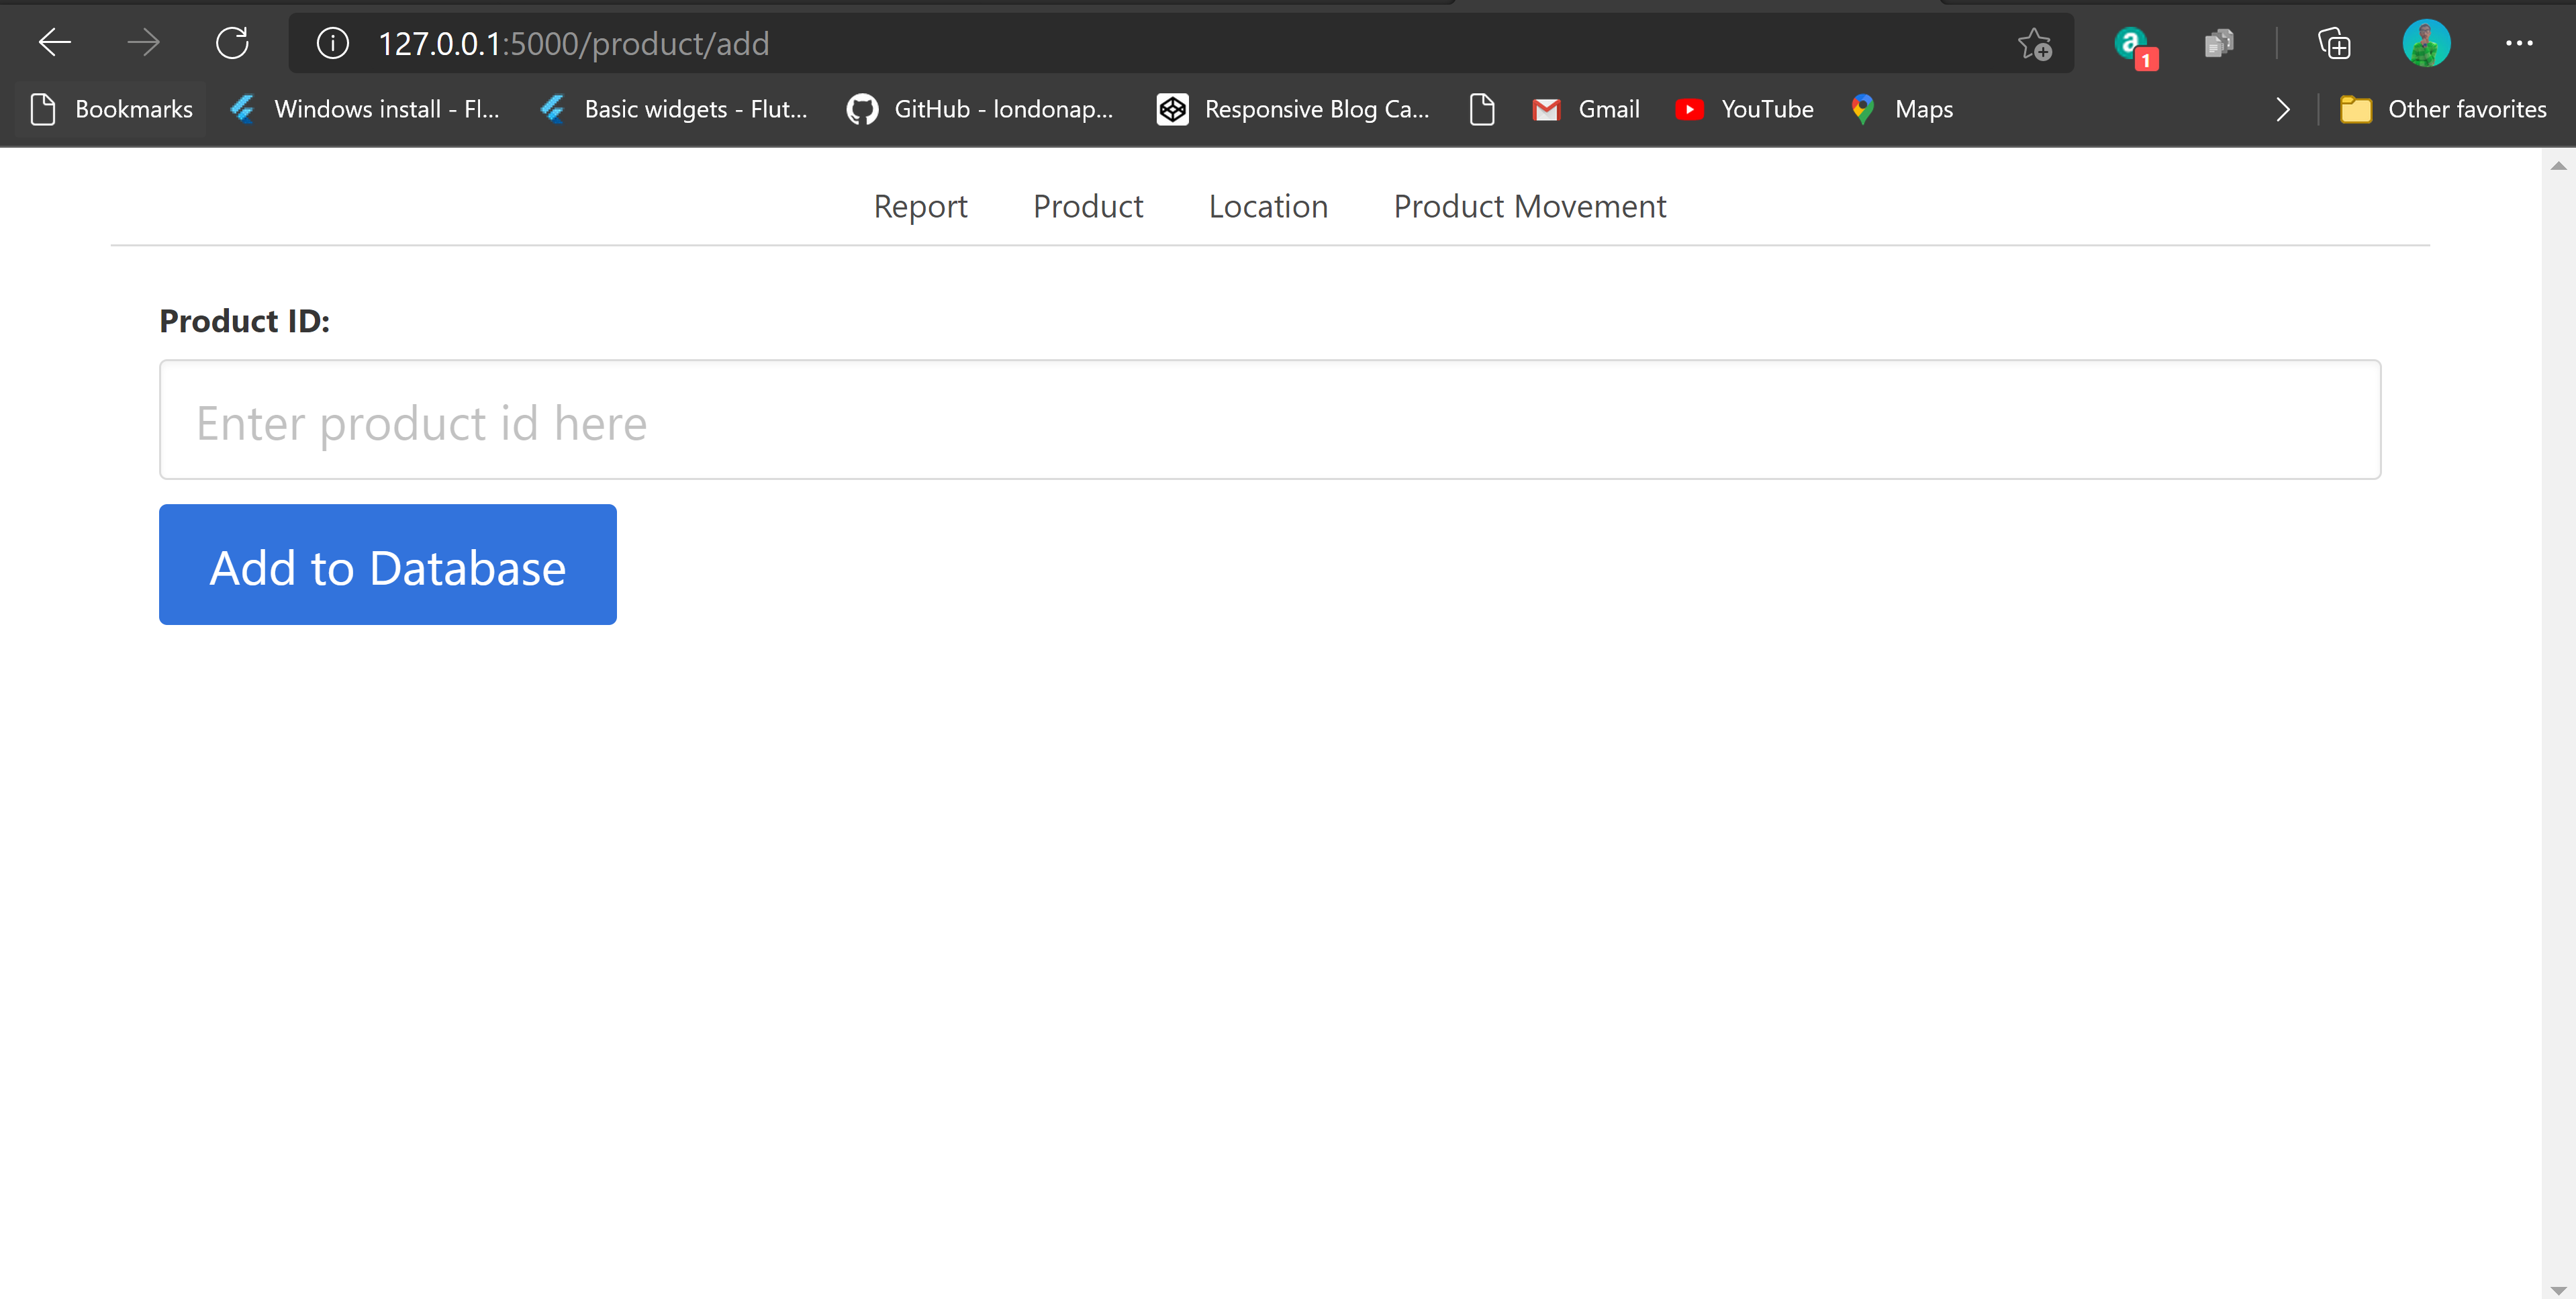 127.0.0.1:5000/product/add
a 1
Bookmarks Windows install - Fl... Basic widgets - Flut... GitHub - londonap... Responsive Blog Ca... Gmail YouTube Maps Other favorites
Report Product Location Product Movement
Product ID:
Enter product id here
Add to Database